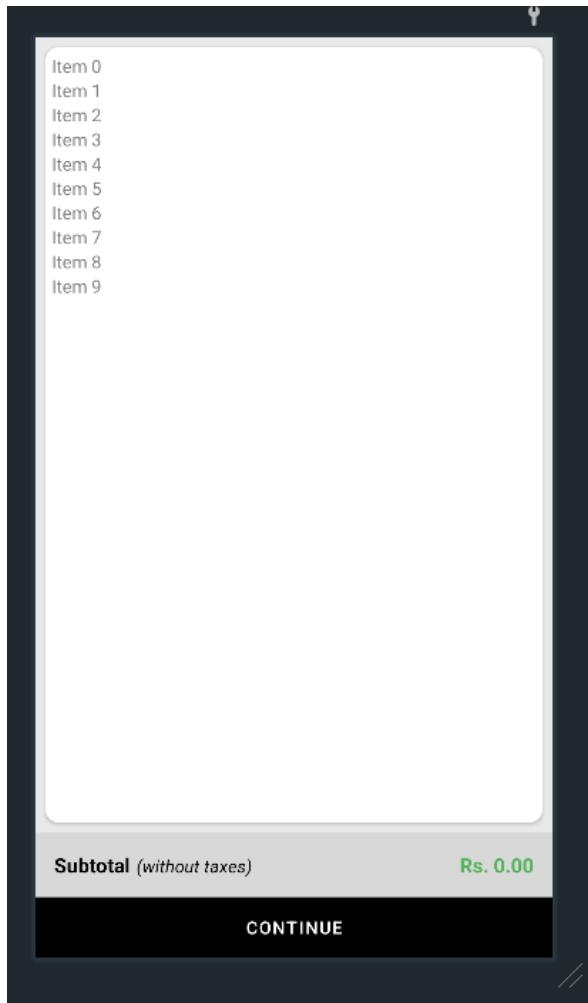 Item 0
Item 1
Item 2
Item 3
Item 4
Item 5
Item 6
Item 7
Item 8
Item 9
Subtotal (without taxes) Rs. 0.00
CONTINUE